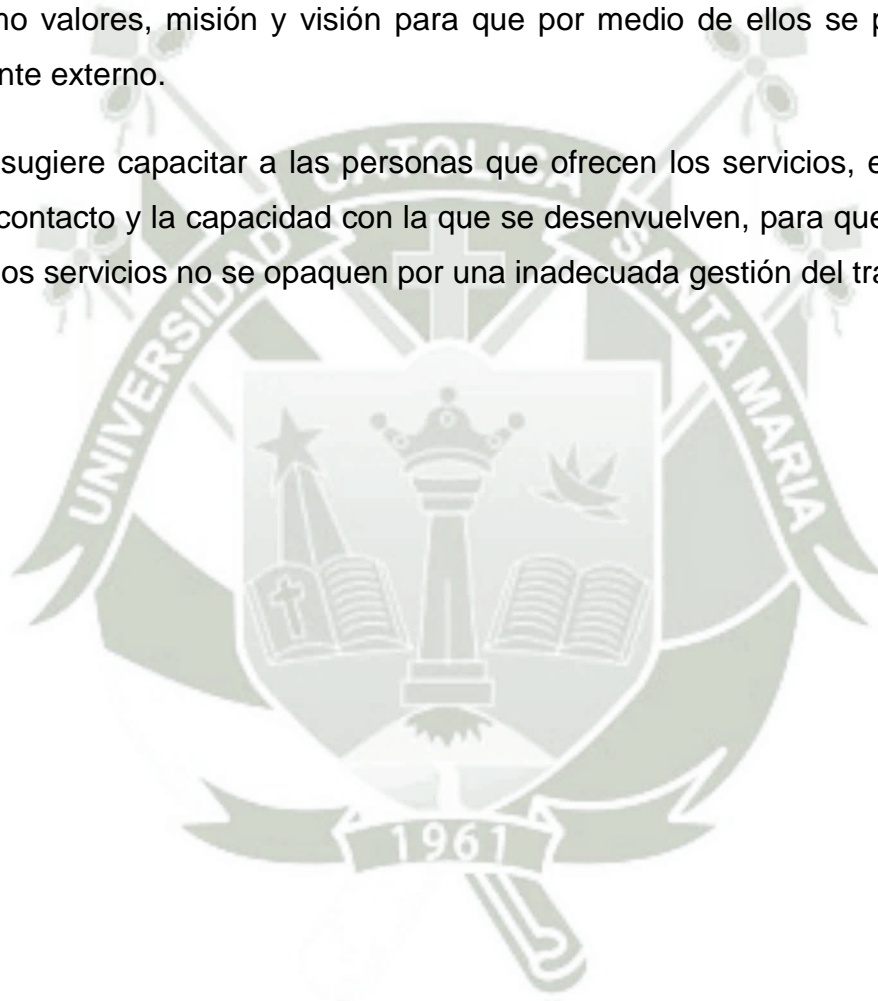 no valores, misión y visión para que por medio de ellos se p
nte externo.
sugiere capacitar a las personas que ofrecen los servicios, e
contacto y la capacidad con la que se desenvuelven, para que
os servicios no se opaquen por una inadecuada gestión del tra
UNIVERSIDAD CATOLICA SANTA MARIA
1961